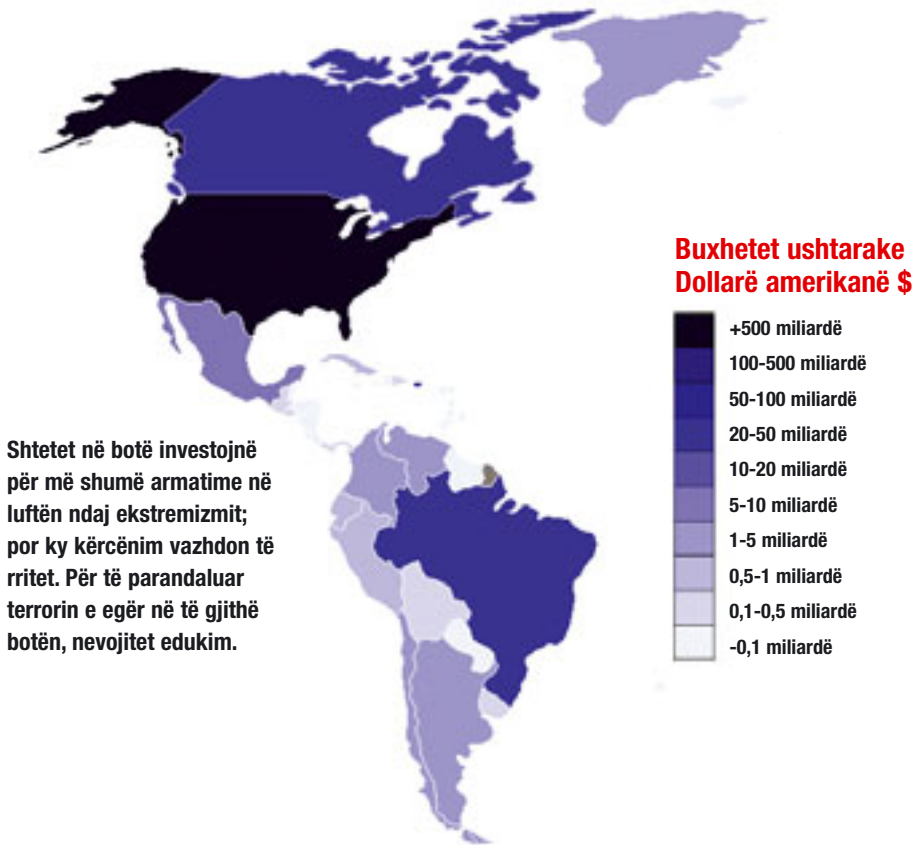 Buxhetet ushtarake
Dollarë amerikanë $
+500 miliardë
100-500 miliardë
50-100 miliardë
20-50 miliardë
10-20 miliardë
5-10 miliardë
1-5 miliardë
0,5-1 miliardë
0,1-0,5 miliardë
-0,1 miliardë
Shtetet në botë investojnë
për më shumë armatime në
luftën ndaj ekstremizmit;
por ky kërcënim vazhdon të
rritet. Për të parandaluar
terrorin e egër në të gjithë
botën, nevojitet edukim.